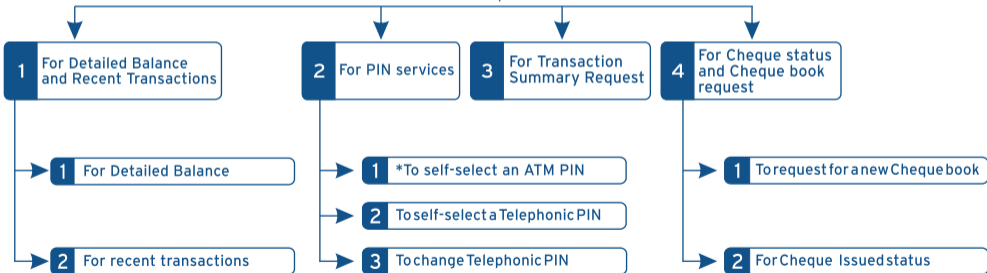 1 For Detailed Balance
and Recent Transactions
2 For PIN services
3 For Transaction
Summary Request
4 For Cheque status
and Cheque book
request
1 For Detailed Balance
2 For recent transactions
1 *To self-select an ATM PIN
2 To self-select a Telephonic PIN
3 To change Telephonic PIN
1 To request for a new Cheque book
2 For Cheque Issued status